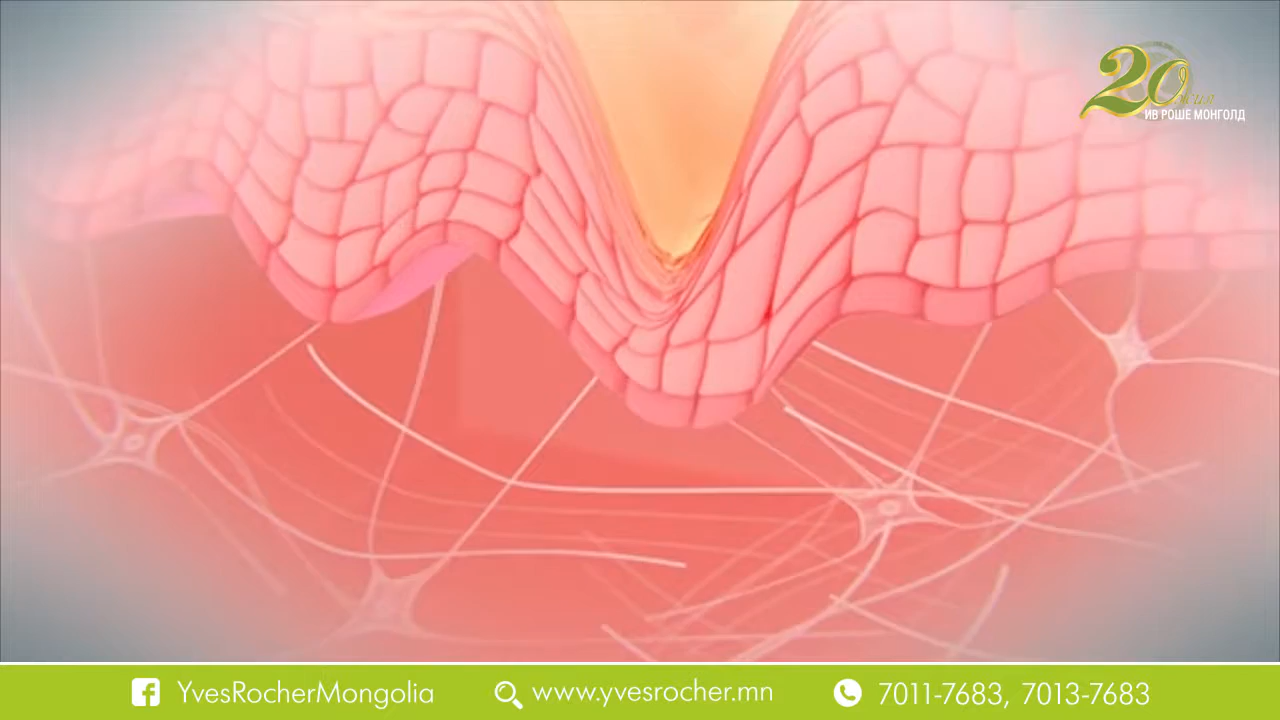 20 жил
ИВ РОШЕ МОНГОЛД
YvesRocherMongolia
www.yvesrocher.mn
7011-7683, 7013-7683